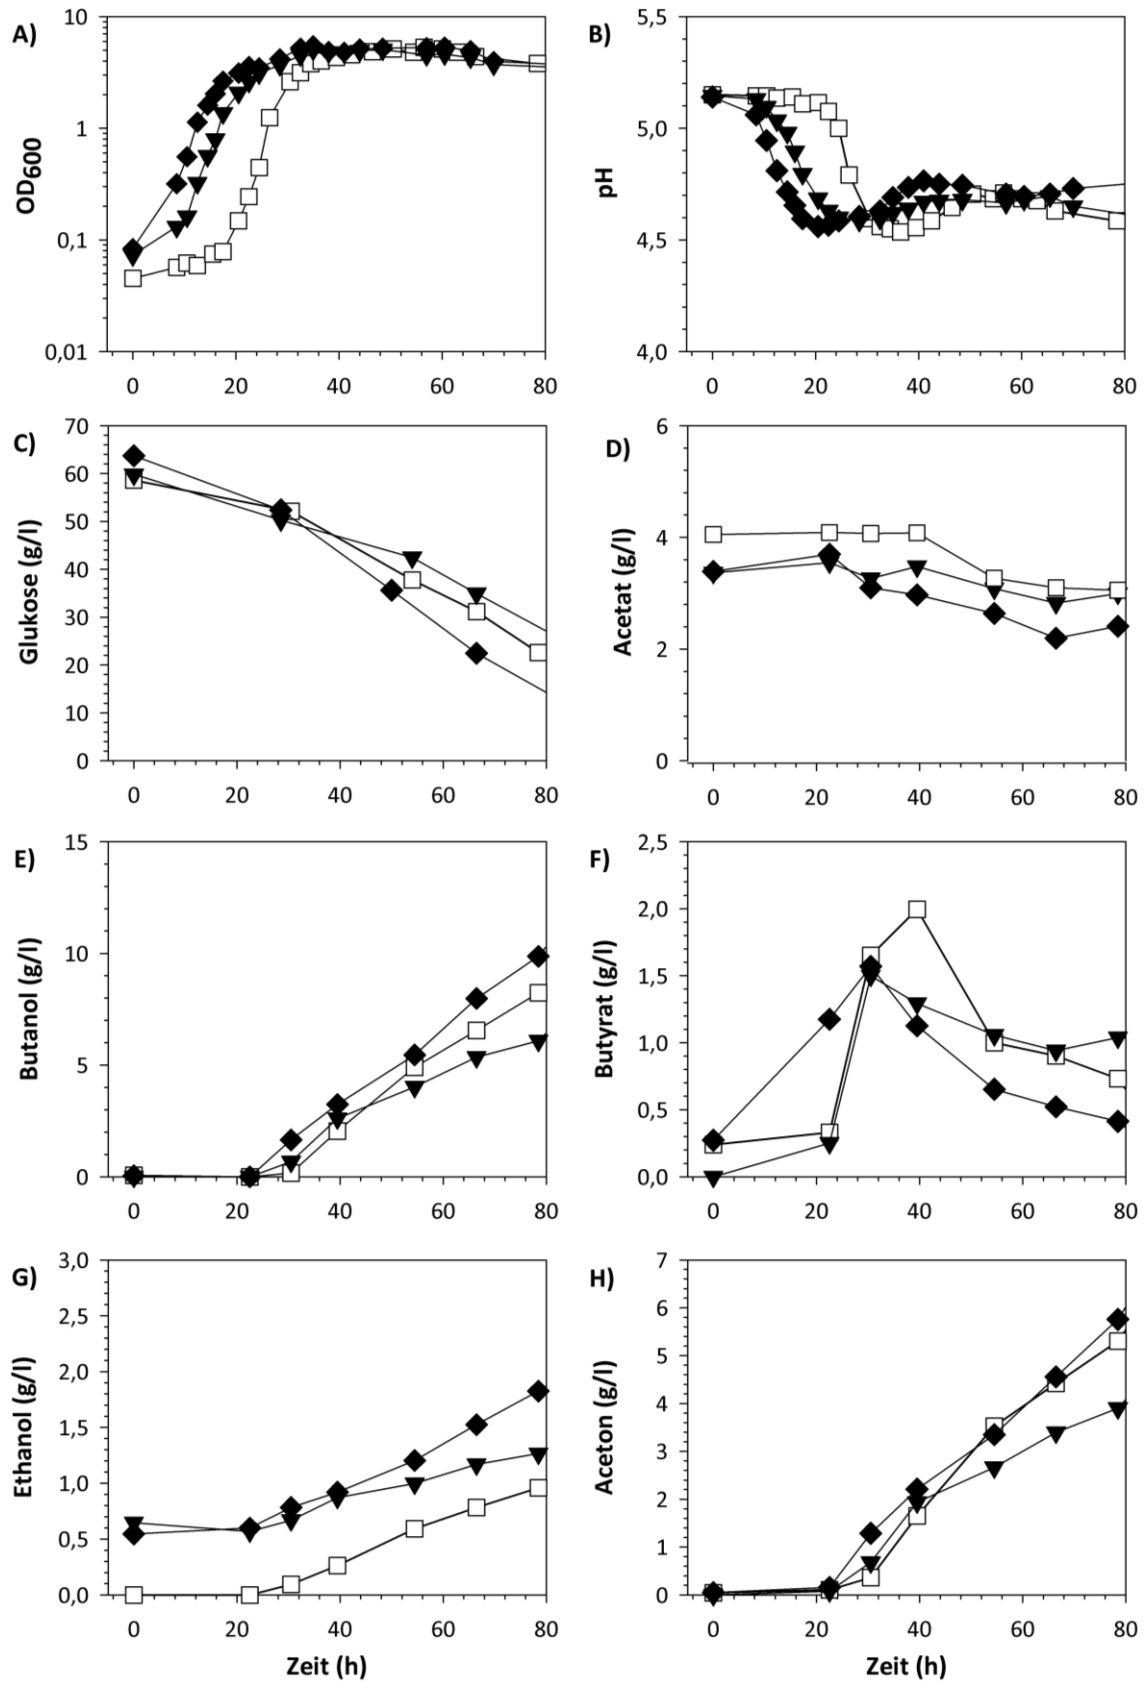 A)
OD600
10
1
0,1
0,01
0 20 40 60 80
B)
pH
5,5
5,0
4,5
4,0
0 20 40 60 80
C)
Glukose (g/l)
70
60
50
40
30
20
10
0
0 20 40 60 80
D)
Acetat (g/l)
6
4
2
0
0 20 40 60 80
E)
Butanol (g/l)
15
10
5
0
0 20 40 60 80
F)
Butyrat (g/l)
2,5
2,0
1,5
1,0
0,5
0,0
0 20 40 60 80
G)
Ethanol (g/l)
3,0
2,5
2,0
1,5
1,0
0,5
0,0
0 20 40 60 80
Zeit (h)
H)
Aceton (g/l)
7
6
5
4
3
2
1
0
0 20 40 60 80
Zeit (h)